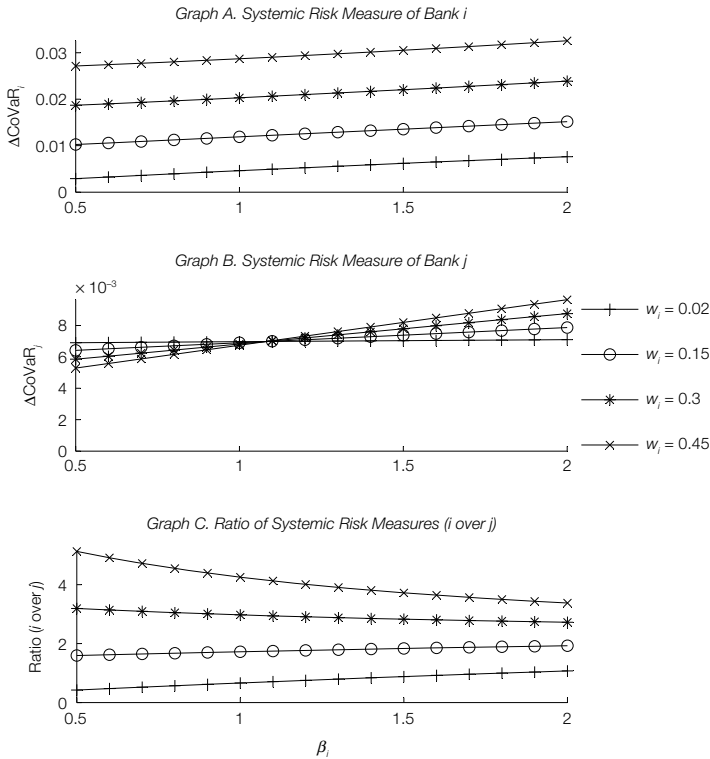 Graph A. Systemic Risk Measure of Bank i
ΔCoVaRᵢ
0.03
0.02
0.01
0
0.5 1 1.5 2
Graph B. Systemic Risk Measure of Bank j
× 10⁻³
ΔCoVaRⱼ
8
6
4
2
0
0.5 1 1.5 2
wᵢ = 0.02
wᵢ = 0.15
wᵢ = 0.3
wᵢ = 0.45
Graph C. Ratio of Systemic Risk Measures (i over j)
Ratio (i over j)
4
2
0
0.5 1 1.5 2
βᵢ